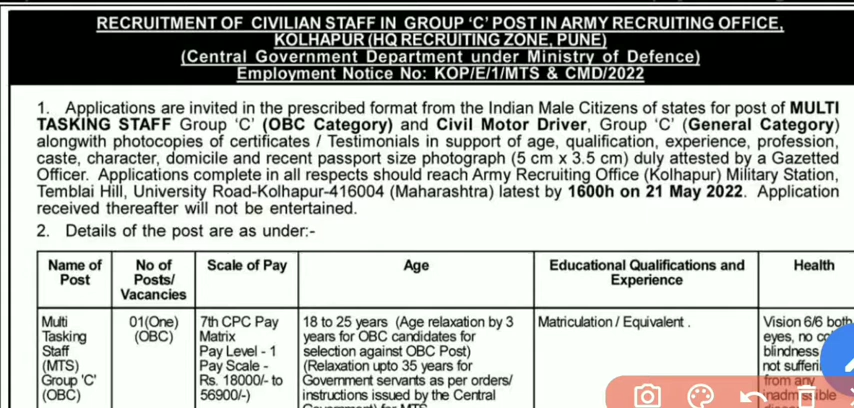 RECRUITMENT OF CIVILIAN STAFF IN GROUP ‘C’ POST IN ARMY RECRUITING OFFICE,
KOLHAPUR (HQ RECRUITING ZONE, PUNE)
(Central Government Department under Ministry of Defence)
Employment Notice No: KOP/E/1/MTS & CMD/2022
1. Applications are invited in the prescribed format from the Indian Male Citizens of states for post of MULTI
TASKING STAFF Group ‘C’ (OBC Category) and Civil Motor Driver, Group ‘C’ (General Category)
alongwith photocopies of certificates / Testimonials in support of age, qualification, experience, profession,
caste, character, domicile and recent passport size photograph (5 cm x 3.5 cm) duly attested by a Gazetted
Officer. Applications complete in all respects should reach Army Recruiting Office (Kolhapur) Military Station,
Temblai Hill, University Road-Kolhapur-416004 (Maharashtra) latest by 1600h on 21 May 2022. Application
received thereafter will not be entertained.
2. Details of the post are as under:-
Name of
Post
No of
Posts/
Vacancies
Scale of Pay
Age
Educational Qualifications and
Experience
Health
Multi
Tasking
Staff
(MTS)
Group 'C'
(OBC)
01(One)
(OBC)
7th CPC Pay
Matrix
Pay Level - 1
Pay Scale -
Rs. 18000/- to
56900/-)
18 to 25 years (Age relaxation by 3
years for OBC candidates for
selection against OBC Post)
(Relaxation upto 35 years for
Government servants as per orders/
instructions issued by the Central
Government) for MTS
Matriculation / Equivalent .
Vision 6/6 both
eyes, no
blindness
not
from any